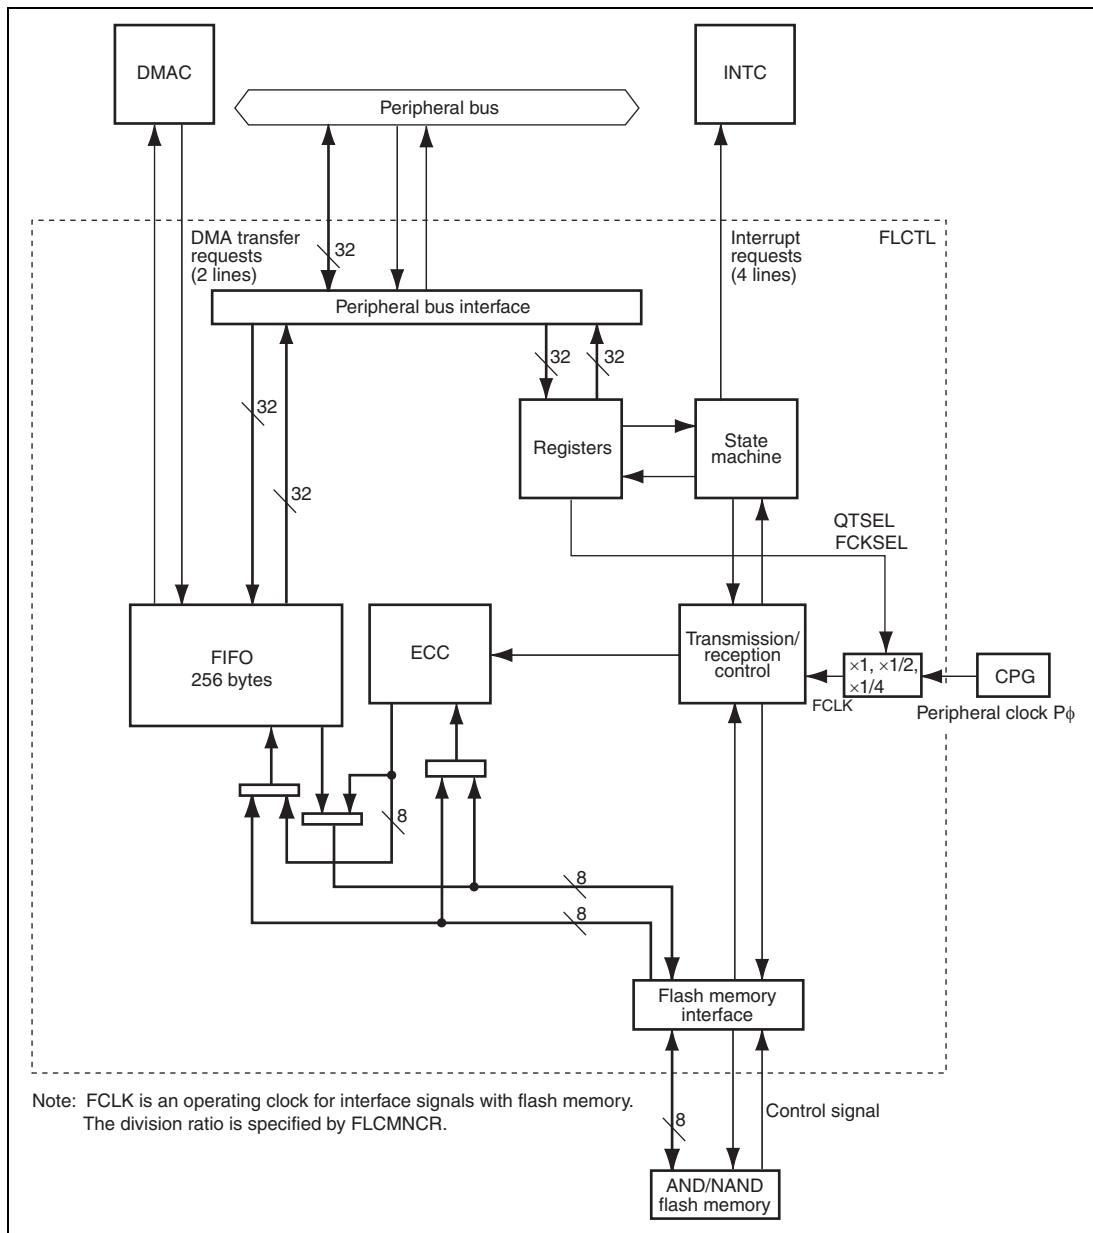 DMAC
INTC
Peripheral bus
DMA transfer
requests
(2 lines)
32
Interrupt
requests
(4 lines)
FLCTL
Peripheral bus interface
32
32
32
32
Registers
State
machine
QTSEL
FCKSEL
FIFO
256 bytes
ECC
Transmission/
reception
control
×1, ×1/2,
×1/4
CPG
FCLK
Peripheral clock Pϕ
8
8
8
Flash memory
interface
Note: FCLK is an operating clock for interface signals with flash memory.
The division ratio is specified by FLCMNCR.
8
Control signal
AND/NAND
flash memory